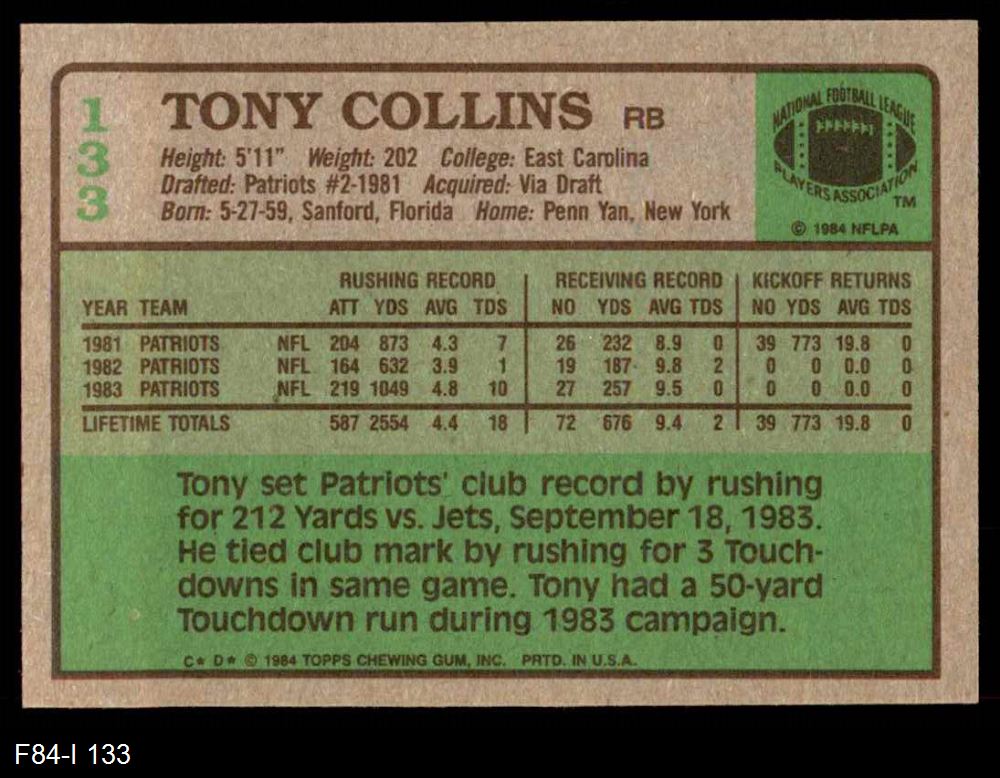 133
TONY COLLINS RB
Height: 5'11" Weight: 202 College: East Carolina
Drafted: Patriots #2-1981 Acquired: Via Draft
Born: 5-27-59, Sanford, Florida Home: Penn Yan, New York
NATIONAL FOOTBALL LEAGUE
PLAYERS ASSOCIATION
TM
© 1984 NFLPA
RUSHING RECORD RECEIVING RECORD KICKOFF RETURNS
YEAR TEAM ATT YDS AVG TDS NO YDS AVG TDS NO YDS AVG TDS
1981 PATRIOTS NFL 204 873 4.3 7 26 232 8.9 0 39 773 19.8 0
1982 PATRIOTS NFL 164 632 3.9 1 19 187 9.8 2 0 0 0.0 0
1983 PATRIOTS NFL 219 1049 4.8 10 27 257 9.5 0 0 0 0.0 0
LIFETIME TOTALS 587 2554 4.4 18 72 676 9.4 2 39 773 19.8 0
Tony set Patriots' club record by rushing
for 212 Yards vs. Jets, September 18, 1983.
He tied club mark by rushing for 3 Touch-
downs in same game. Tony had a 50-yard
Touchdown run during 1983 campaign.
C* D* © 1984 TOPPS CHEWING GUM, INC. PRTD. IN U.S.A.
F84-I 133